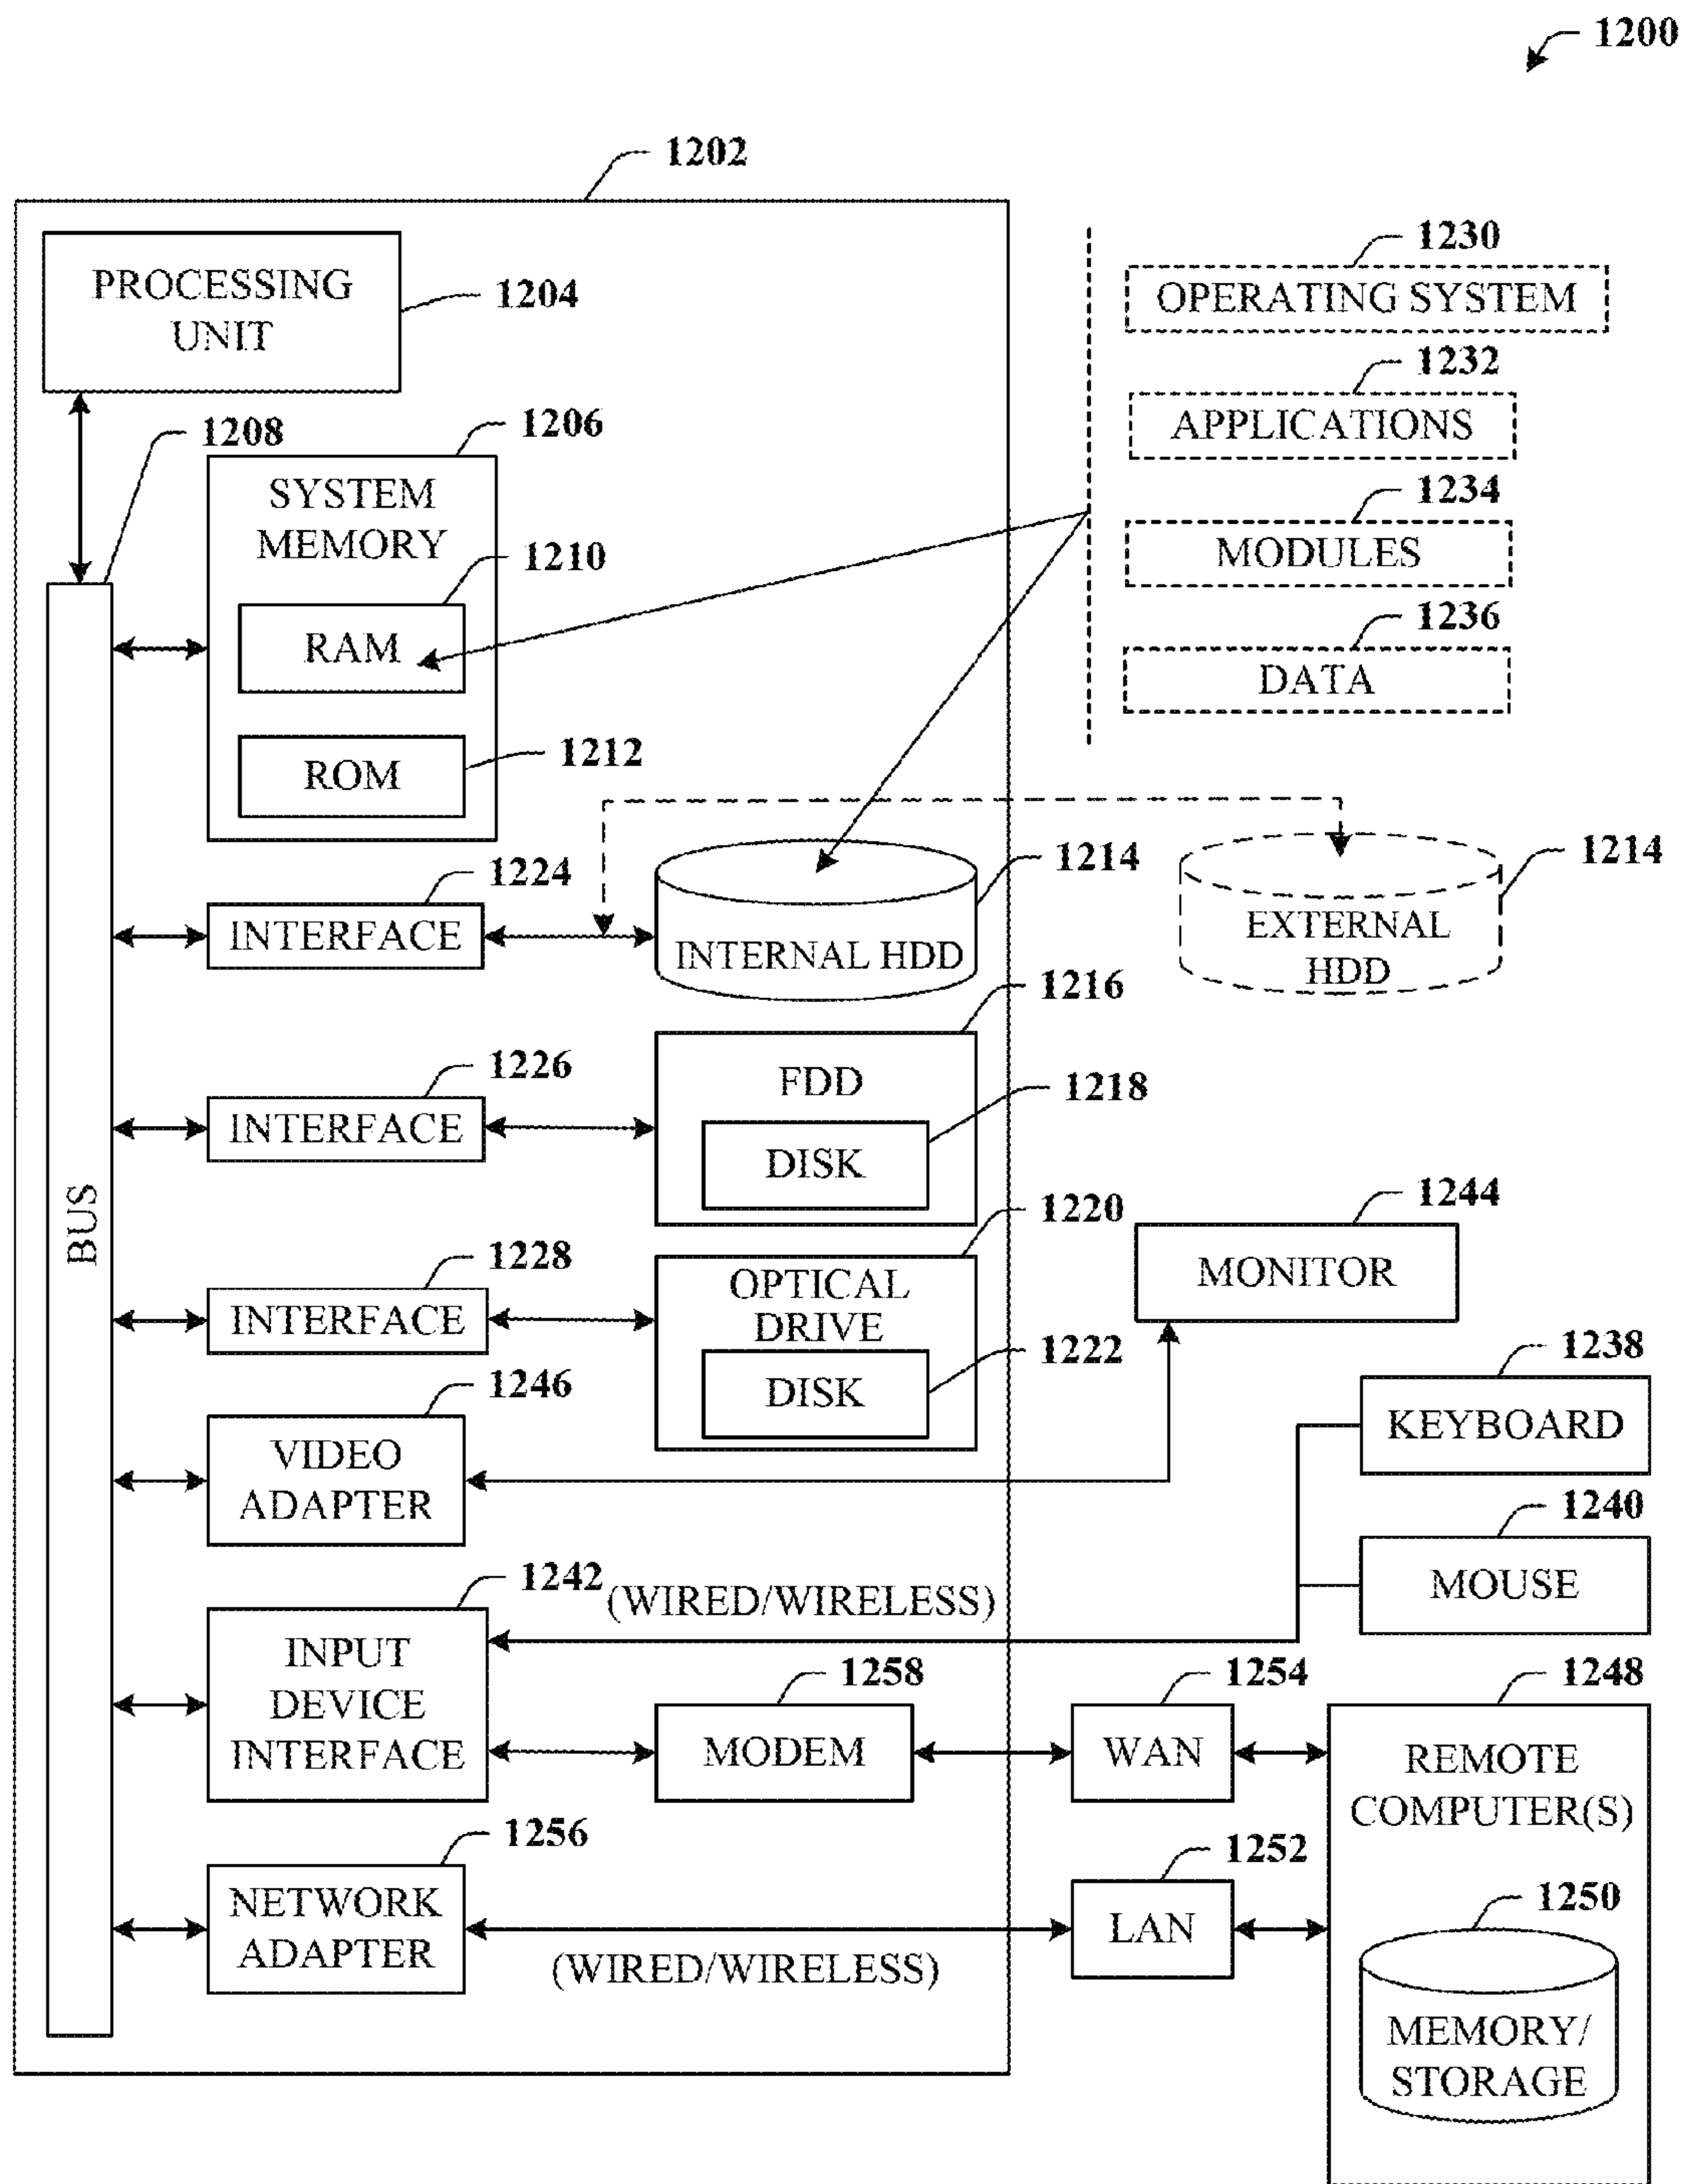 1200
1202
PROCESSING
UNIT
1204
1208
1206
SYSTEM
MEMORY
1210
RAM
1212
ROM
1230
OPERATING SYSTEM
1232
APPLICATIONS
1234
MODULES
1236
DATA
1224
INTERFACE
1214
INTERNAL HDD
1214
EXTERNAL
HDD
1226
INTERFACE
1216
FDD
1218
DISK
BUS
1228
INTERFACE
1220
OPTICAL
DRIVE
1222
DISK
1244
MONITOR
1246
VIDEO
ADAPTER
1238
KEYBOARD
1240
MOUSE
1242
(WIRED/WIRELESS)
INPUT
DEVICE
INTERFACE
1258
MODEM
1254
WAN
1248
REMOTE
COMPUTER(S)
1256
NETWORK
ADAPTER
(WIRED/WIRELESS)
1252
LAN
1250
MEMORY/
STORAGE